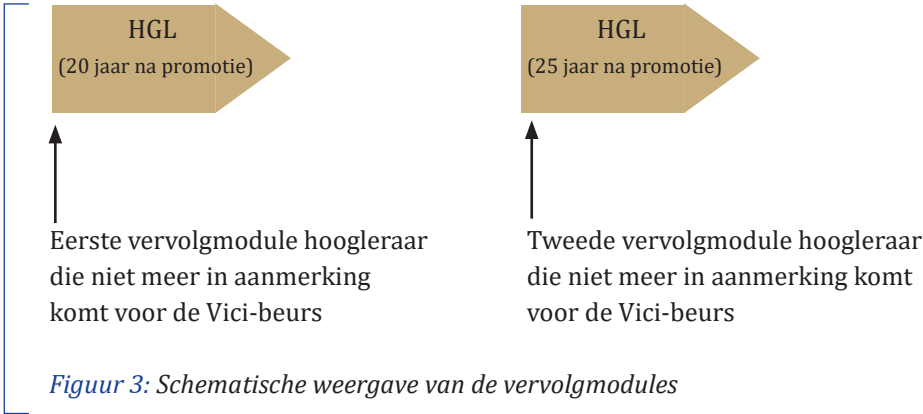 HGL
(20 jaar na promotie)
HGL
(25 jaar na promotie)
Eerste vervolgmodule hoogleraar
die niet meer in aanmerking
komt voor de Vici-beurs
Tweede vervolgmodule hoogleraar
die niet meer in aanmerking komt
voor de Vici-beurs
Figuur 3: Schematische weergave van de vervolgmodules